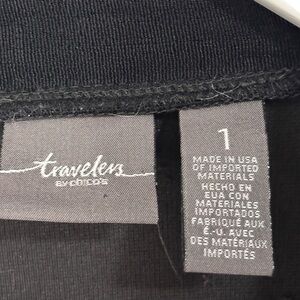 travelers
BY CHICO'S
1
MADE IN USA
OF IMPORTED
MATERIALS
HECHO EN
EUA CON
MATERIALES
IMPORTADOS
FABRIQUÉ AUX
É.-U. AVEC
DES MATÉRIAUX
IMPORTÉS